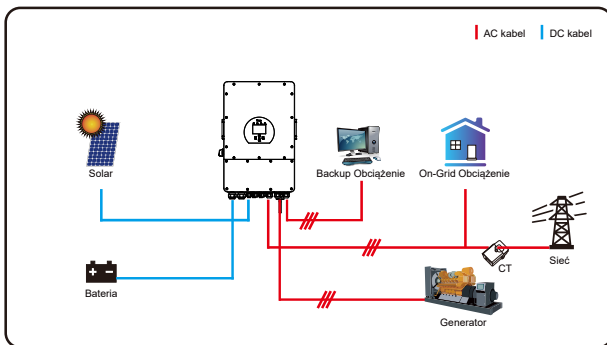 AC kabel
DC kabel
Solar
Backup Obciążenie
On-Grid Obciążenie
Sieć
CT
Bateria
Generator